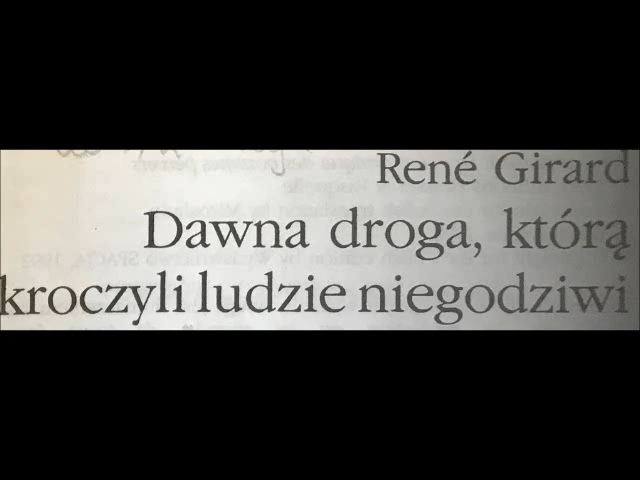 René Girard
Dawna droga, którą
kroczyli ludzie niegodziwi